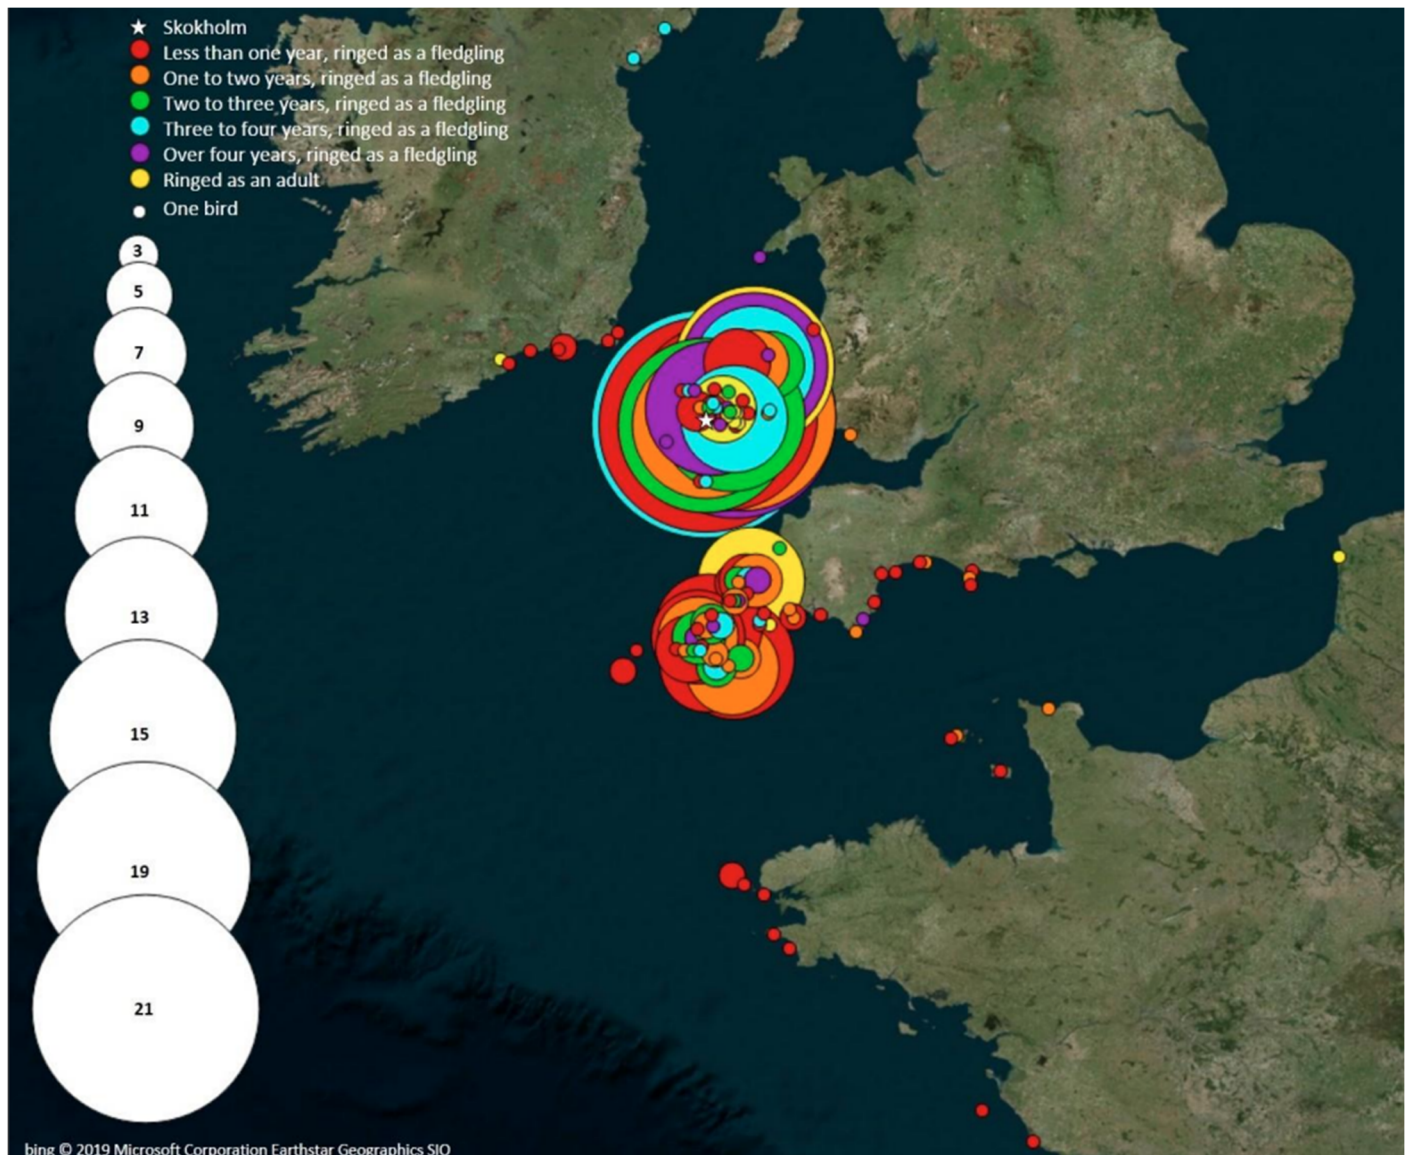 Skokholm
Less than one year, ringed as a fledgling
One to two years, ringed as a fledgling
Two to three years, ringed as a fledgling
Three to four years, ringed as a fledgling
Over four years, ringed as a fledgling
Ringed as an adult
One bird
3
5
7
9
11
13
15
19
21
bing © 2019 Microsoft Corporation Earthstar Geographics SIO